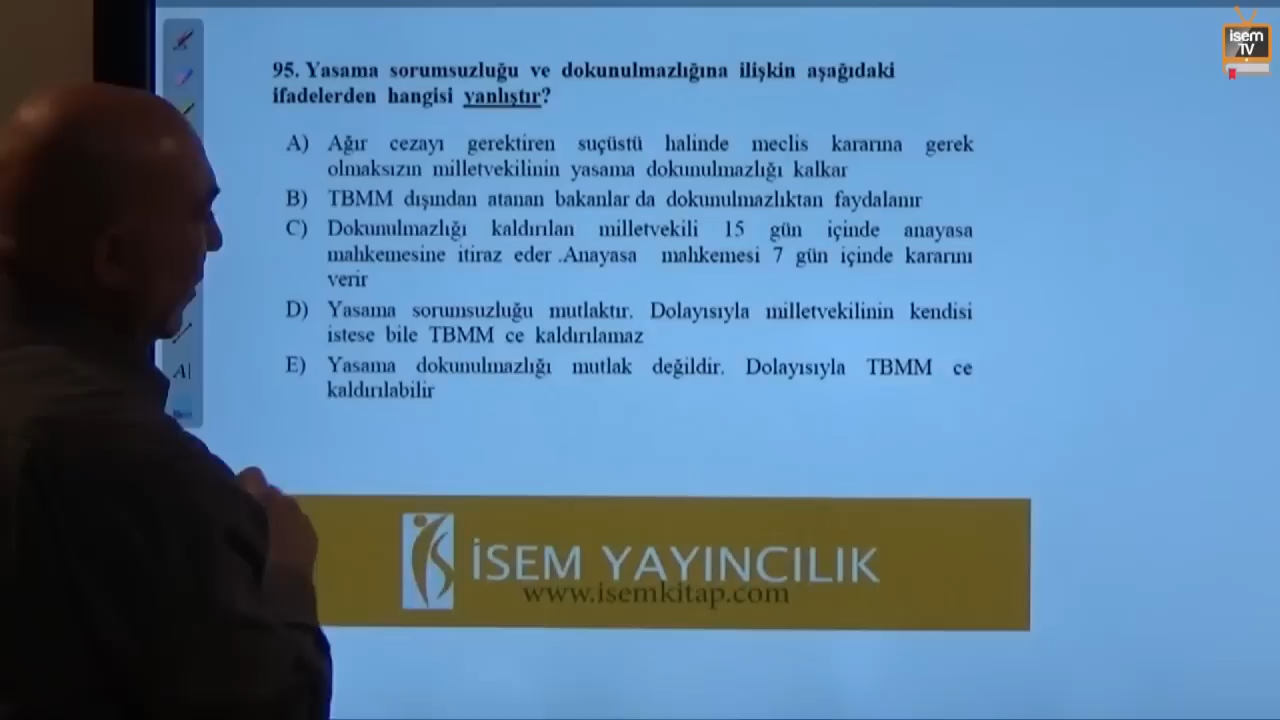 isem
TV
95. Yasama sorumsuzluğu ve dokunulmazlığına ilişkin aşağıdaki
ifadelerden hangisi yanlıştır?
A) Ağır cezayı gerektiren suçüstü halinde meclis kararına gerek
olmaksızın milletvekilinin yasama dokunulmazlığı kalkar
B) TBMM dışından atanan bakanlar da dokunulmazlıktan faydalanır
C) Dokunulmazlığı kaldırılan milletvekili 15 gün içinde anayasa
mahkemesine itiraz eder .Anayasa mahkemesi 7 gün içinde kararını
verir
D) Yasama sorumsuzluğu mutlaktır. Dolayısıyla milletvekilinin kendisi
istese bile TBMM ce kaldırılamaz
A|
E) Yasama dokunulmazlığı mutlak değildir. Dolayısıyla TBMM ce
kaldırılabilir
İSEM YAYINCILIK
www.isemkitap.com